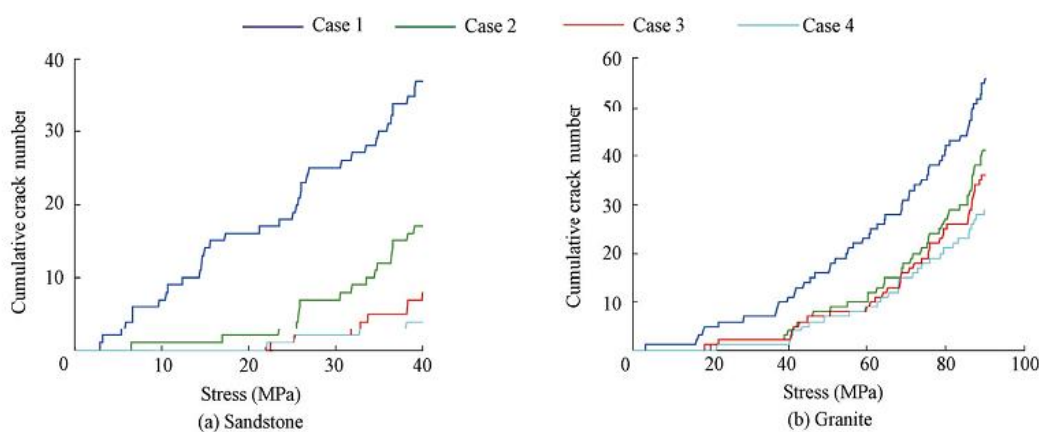 Case 1 Case 2 Case 3 Case 4
Cumulative crack number
40
30
20
10
0 10 20 30 40
Stress (MPa)
(a) Sandstone
Cumulative crack number
60
50
40
30
20
10
0 20 40 60 80 100
Stress (MPa)
(b) Granite